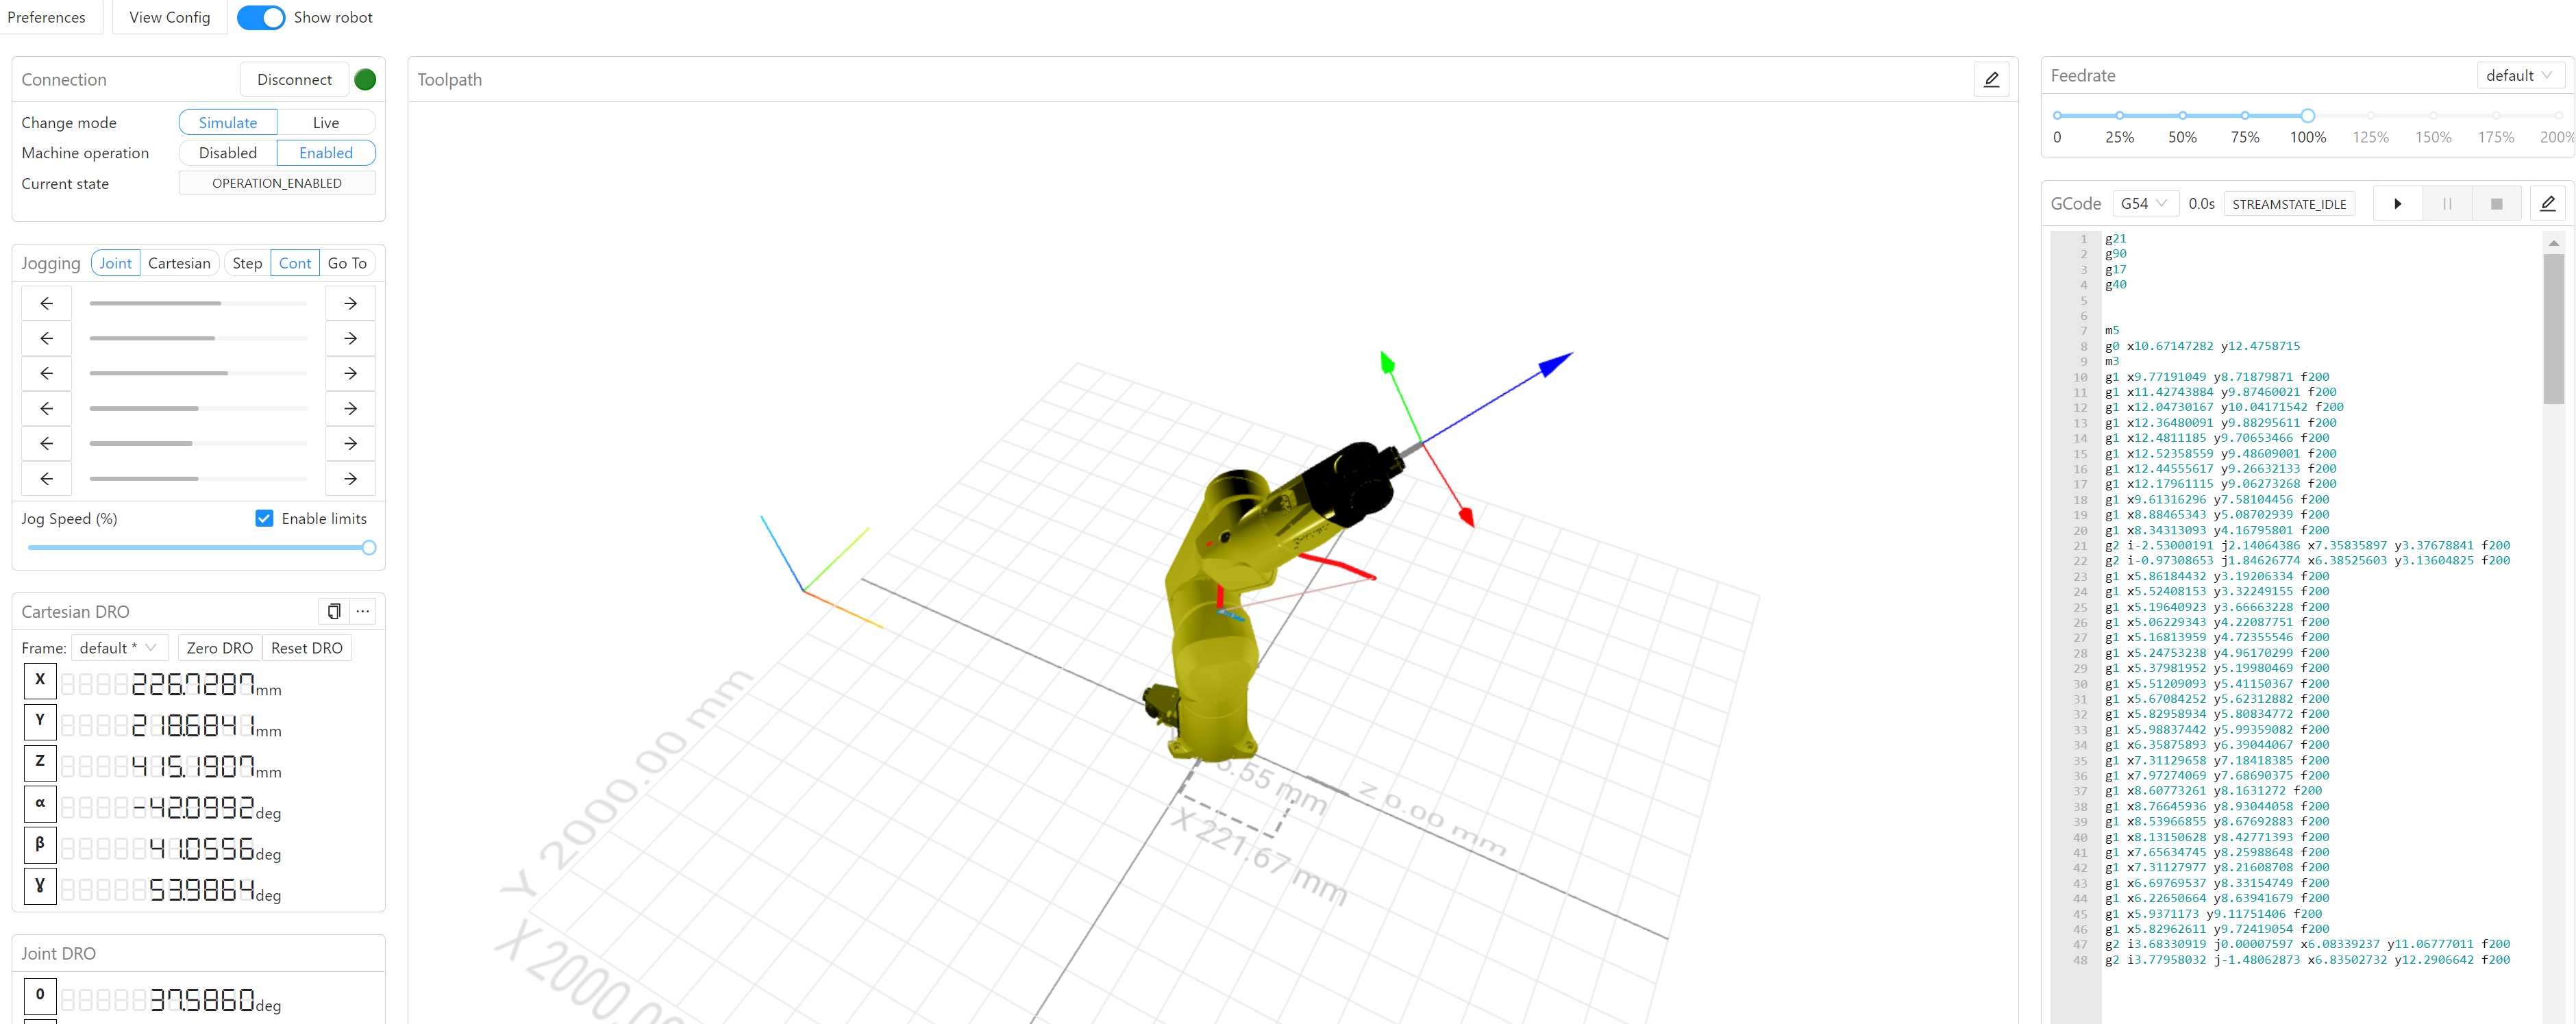 Preferences
View Config
Show robot
Connection
Disconnect
Change mode
Simulate
Live
Machine operation
Disabled
Enabled
Current state
OPERATION_ENABLED
Jogging
Joint
Cartesian
Step
Cont
Go To
Jog Speed (%)
Enable limits
Cartesian DRO
...
Frame:
default *
Zero DRO
Reset DRO
X 226.7287 mm
Y 218.6841 mm
Z 415.1907 mm
α -42.0992 deg
β 41.0556 deg
Ɣ 53.9864 deg
Joint DRO
0 37.5860 deg
Toolpath
5.55 mm
Z 0.00 mm
X 221.67 mm
Y 2000.00 mm
X 2000.00
Feedrate
default
0 25% 50% 75% 100% 125% 150% 175% 200%
GCode
G54
0.0s
STREAMSTATE_IDLE
1 g21
2 g90
3 g17
4 g40
5
6
7 m5
8 g0 x10.67147282 y12.4758715
9 m3
10 g1 x9.77191049 y8.71879871 f200
11 g1 x11.42743884 y9.87460021 f200
12 g1 x12.04730167 y10.04171542 f200
13 g1 x12.36480091 y9.88295611 f200
14 g1 x12.4811185 y9.70653466 f200
15 g1 x12.52358559 y9.48609001 f200
16 g1 x12.44555617 y9.26632133 f200
17 g1 x12.17961115 y9.06273268 f200
18 g1 x9.61316296 y7.58104456 f200
19 g1 x8.88465343 y5.08702939 f200
20 g1 x8.34313093 y4.16795801 f200
21 g2 i-2.53000191 j2.14064386 x7.35835897 y3.37678841 f200
22 g2 i-0.97308653 j1.84626774 x6.38525603 y3.13604825 f200
23 g1 x5.86184432 y3.19206334 f200
24 g1 x5.52408153 y3.32249155 f200
25 g1 x5.19640923 y3.66663228 f200
26 g1 x5.06229343 y4.22087751 f200
27 g1 x5.16813959 y4.72355546 f200
28 g1 x5.24753238 y4.96170299 f200
29 g1 x5.37981952 y5.19980469 f200
30 g1 x5.51209093 y5.41150367 f200
31 g1 x5.67084252 y5.62312882 f200
32 g1 x5.82958934 y5.80834772 f200
33 g1 x5.98837442 y5.99359082 f200
34 g1 x6.35875893 y6.39044067 f200
35 g1 x7.31129658 y7.18418385 f200
36 g1 x7.97274069 y7.68690375 f200
37 g1 x8.60773261 y8.1631272 f200
38 g1 x8.76645936 y8.93044058 f200
39 g1 x8.53966855 y8.67692883 f200
40 g1 x8.13150628 y8.42771393 f200
41 g1 x7.65634745 y8.25988648 f200
42 g1 x7.31127977 y8.21608708 f200
43 g1 x6.69769537 y8.33154749 f200
44 g1 x6.22650664 y8.63941679 f200
45 g1 x5.9371173 y9.11751406 f200
46 g1 x5.82962611 y9.72419054 f200
47 g2 i3.68330919 j0.00007597 x6.08339237 y11.06777011 f200
48 g2 i3.77958032 j-1.48062873 x6.83502732 y12.2906642 f200